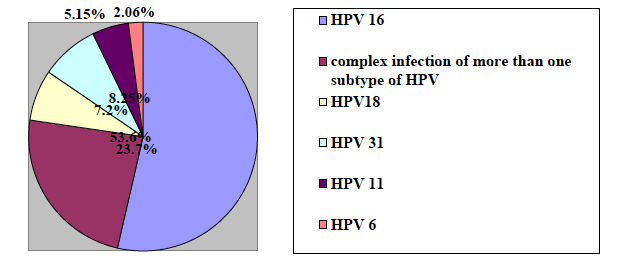 5.15% 2.06%
8.25%
7.2%
53.6%
23.7%
HPV 16
complex infection of more than one
subtype of HPV
HPV18
HPV 31
HPV 11
HPV 6